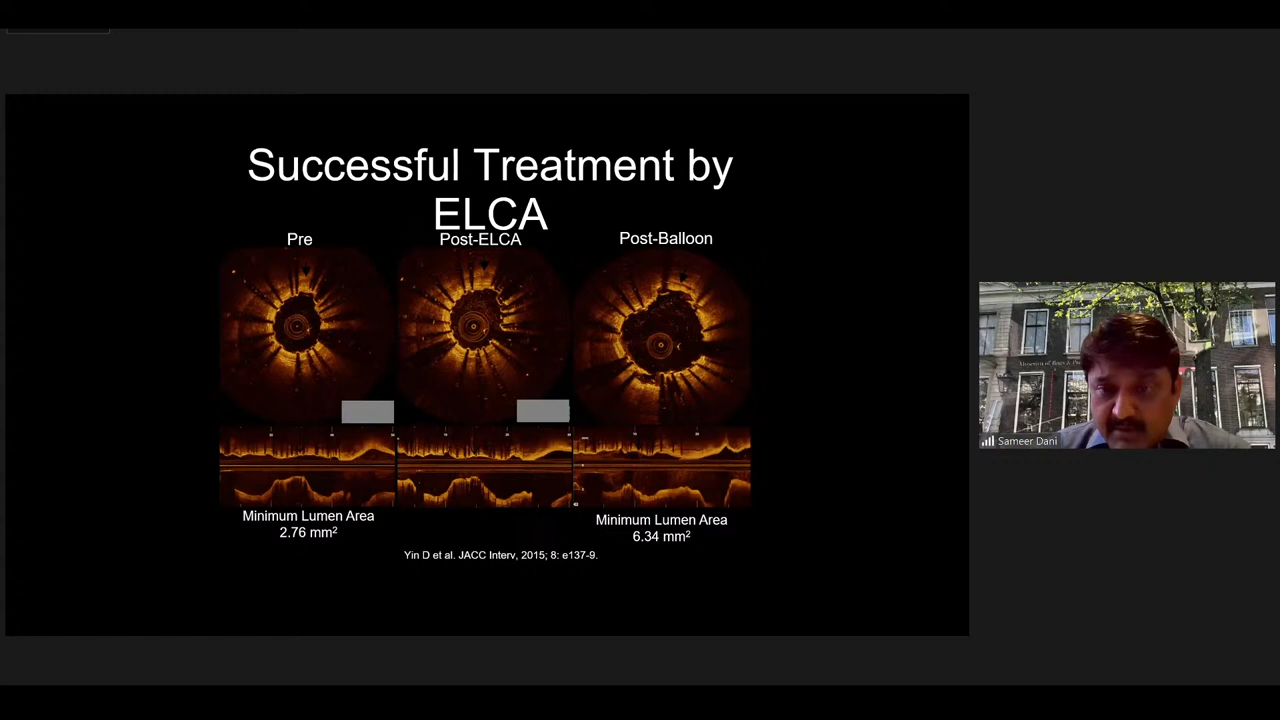 Successful Treatment by
ELCA
Pre
Post-ELCA
Post-Balloon
Minimum Lumen Area
2.76 mm²
Minimum Lumen Area
6.34 mm²
Yin D et al. JACC Interv, 2015; 8: e137-9.
Sameer Dani